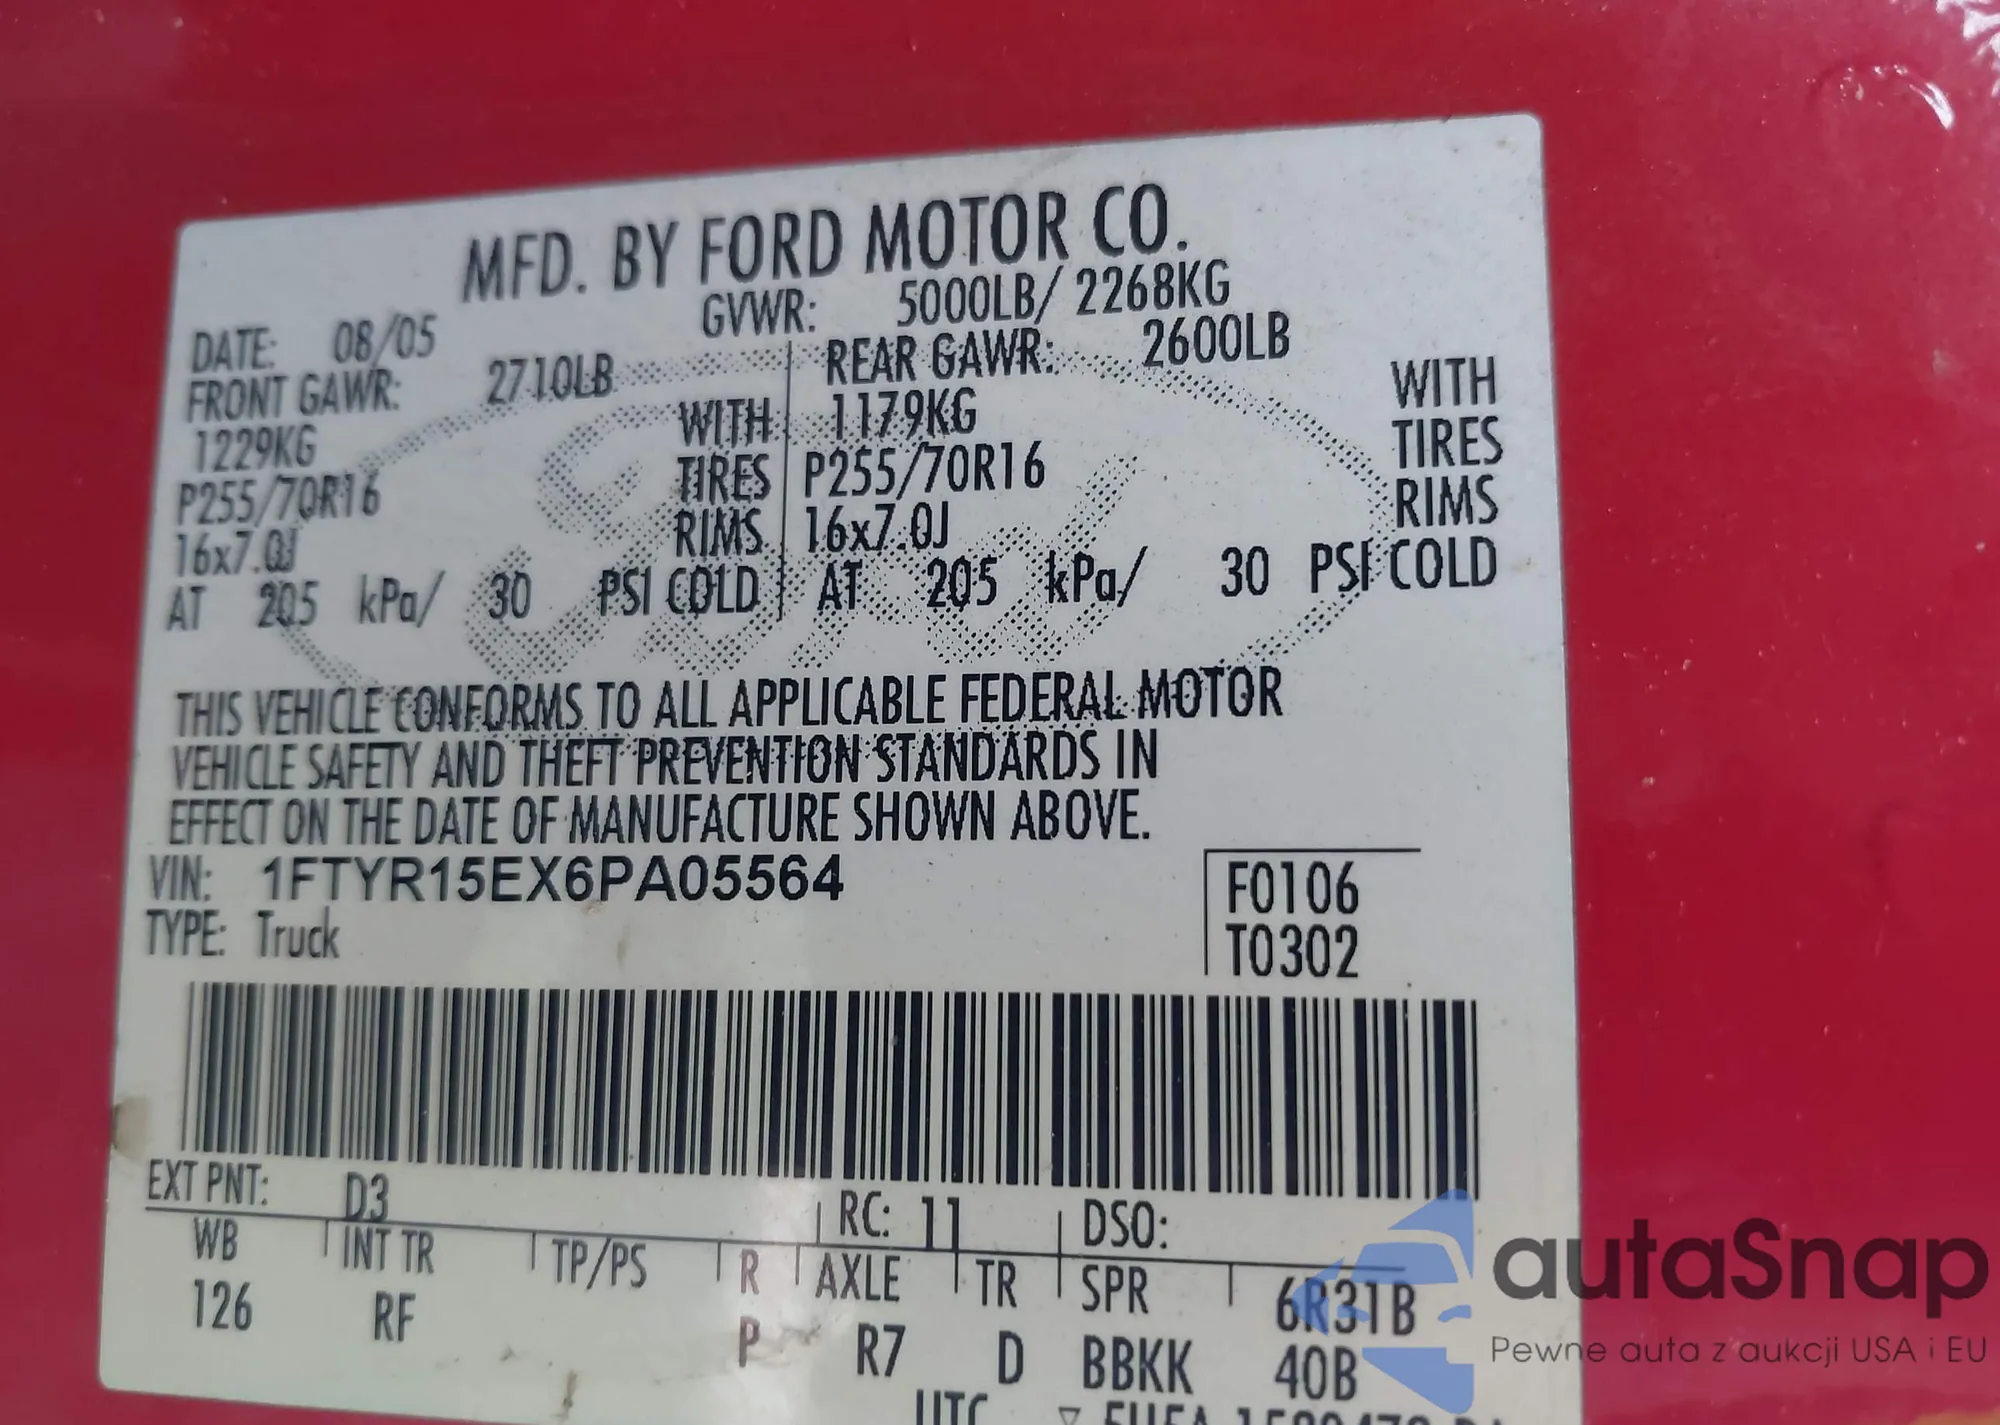 MFD. BY FORD MOTOR CO.
DATE: 08/05 GVWR: 5000LB/ 2268KG
FRONT GAWR: 2710LB REAR GAWR: 2600LB
1229KG WITH 1179KG WITH
P255/70R16 TIRES P255/70R16 TIRES
16x7.0J RIMS 16x7.0J RIMS
AT 205 kPa/ 30 PSI COLD AT 205 kPa/ 30 PSI COLD
THIS VEHICLE CONFORMS TO ALL APPLICABLE FEDERAL MOTOR
VEHICLE SAFETY AND THEFT PREVENTION STANDARDS IN
EFFECT ON THE DATE OF MANUFACTURE SHOWN ABOVE.
VIN: 1FTYR15EX6PA05564 F0106
TYPE: Truck T0302
EXT PNT: D3 RC: 11 DSO:
WB INT TR TP/PS R AXLE TR SPR 6R31B
126 RF P R7 D BBKK 40B
UTC
autaSnap
Pewne auta z aukcji USA i EU